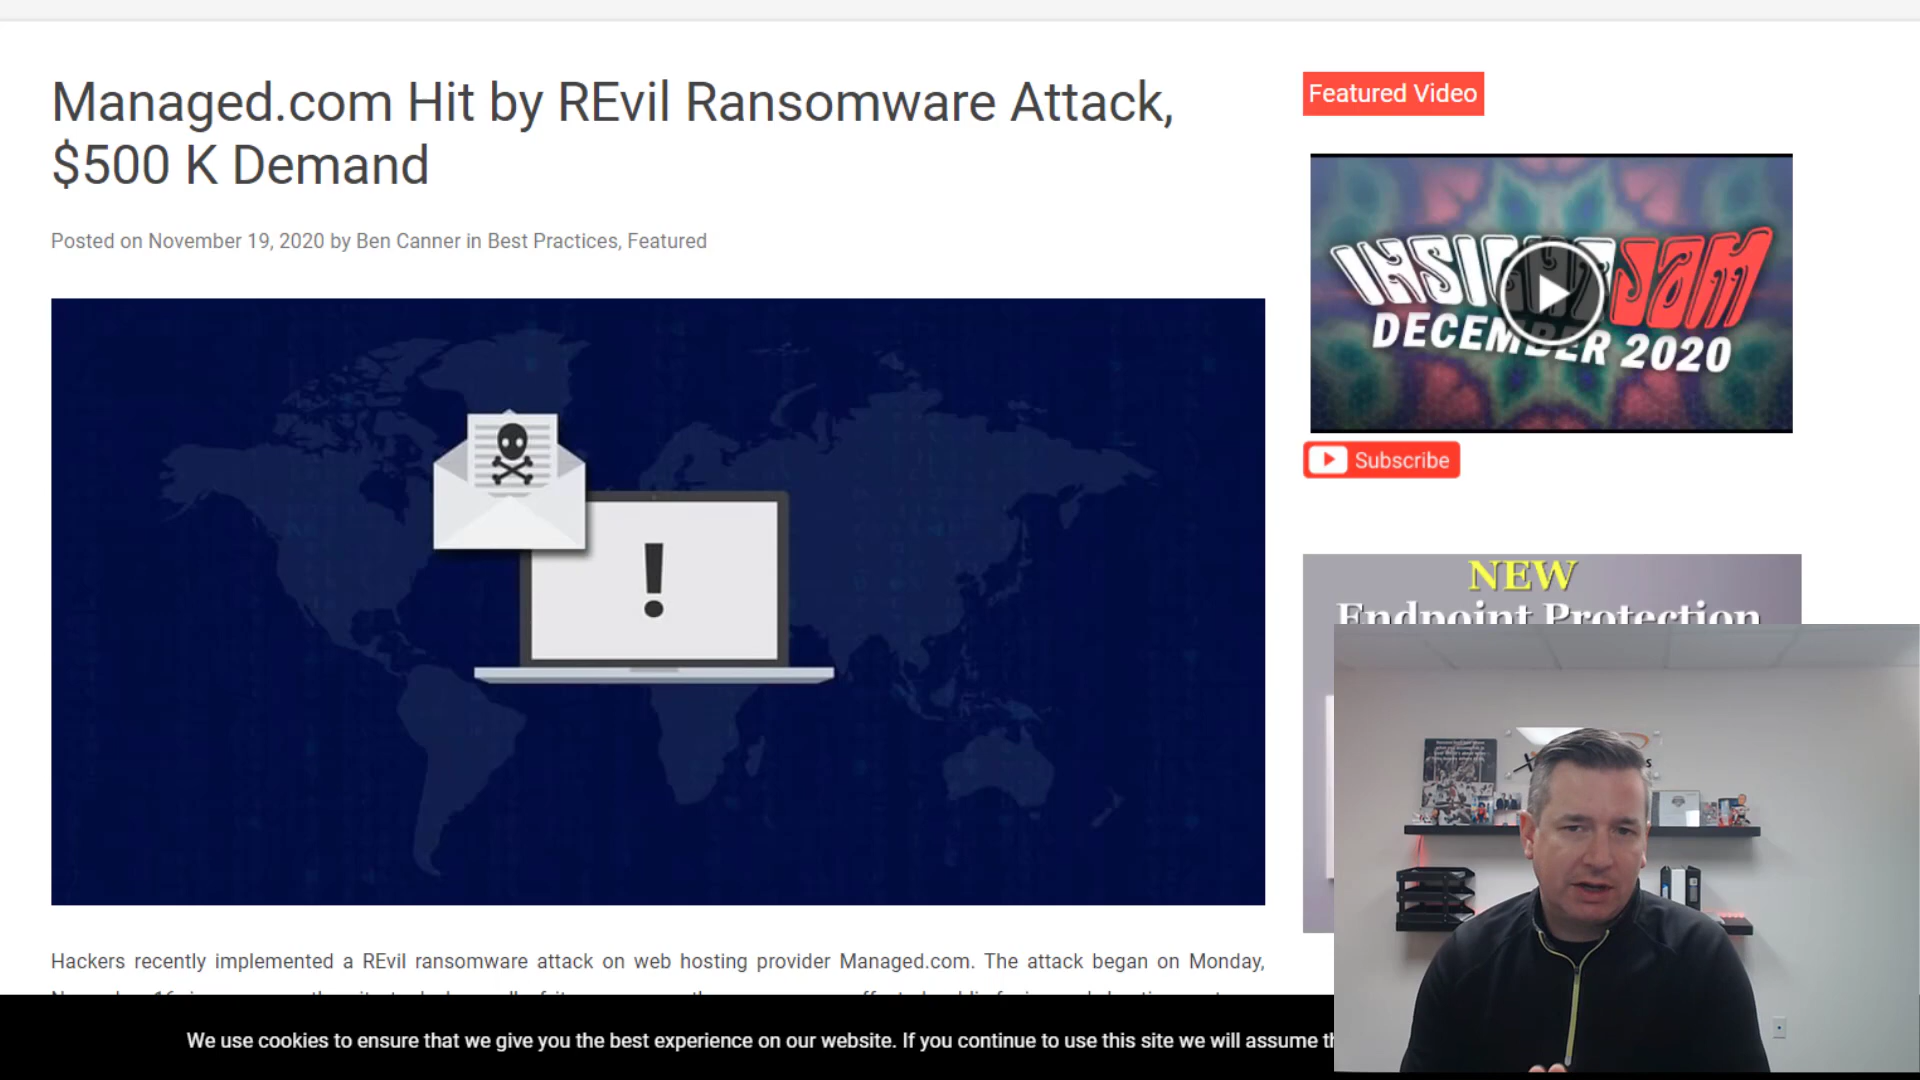 Managed.com Hit by REvil Ransomware Attack,
$500 K Demand
Posted on November 19, 2020 by Ben Canner in Best Practices, Featured
Hackers recently implemented a REvil ransomware attack on web hosting provider Managed.com. The attack began on Monday,
We use cookies to ensure that we give you the best experience on our website. If you continue to use this site we will assume
Featured Video
JAM
DECEMBER 2020
Subscribe
NEW
Endpoint Protection